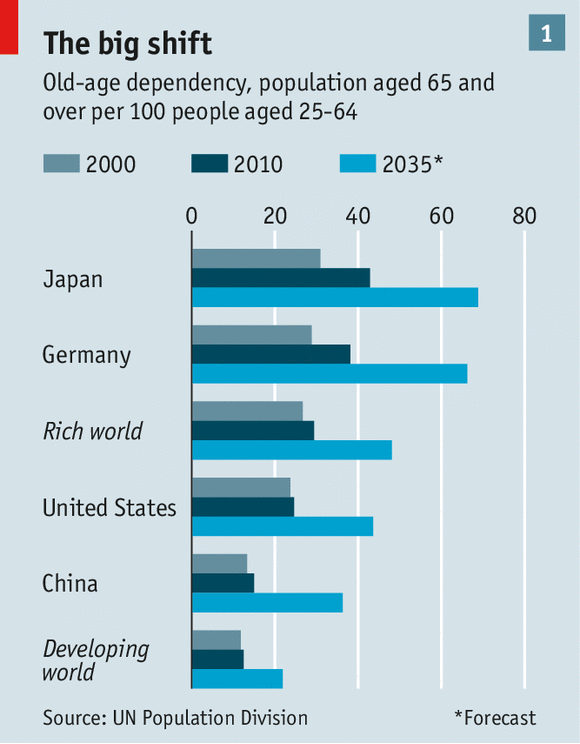 The big shift
1
Old-age dependency, population aged 65 and
over per 100 people aged 25-64
2000 2010 2035*
0 20 40 60 80
Japan
Germany
Rich world
United States
China
Developing
world
Source: UN Population Division *Forecast